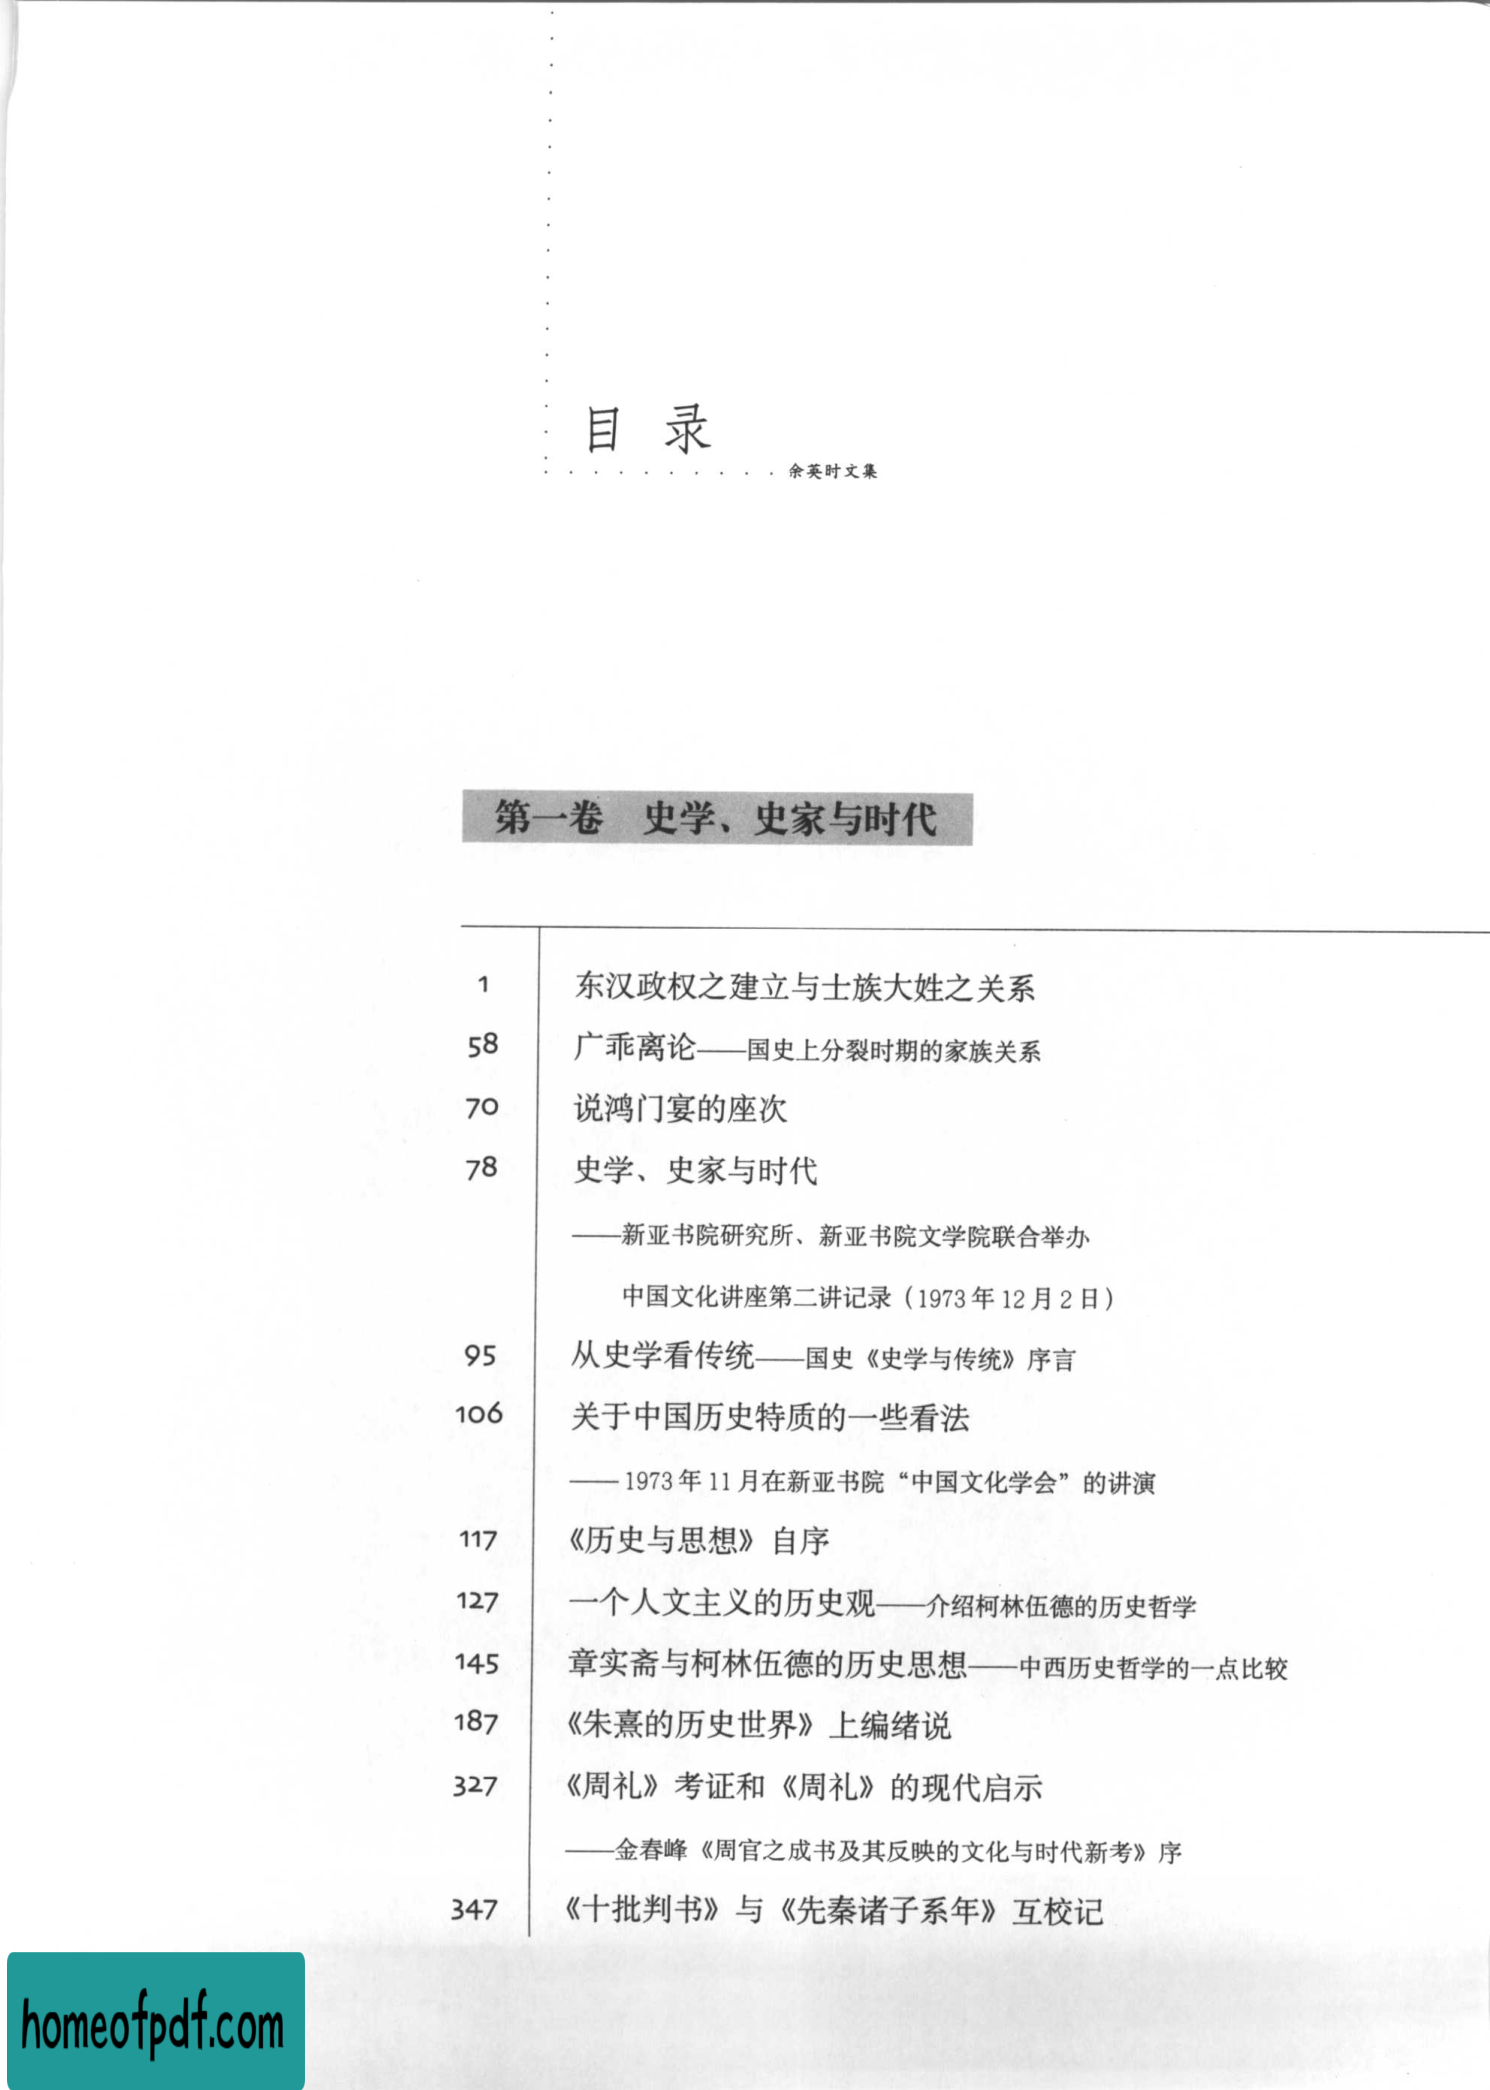 目 录
余英时文集
第一卷 史学、史家与时代
1 东汉政权之建立与士族大姓之关系
58 广乖离论——国史上分裂时期的家族关系
70 说鸿门宴的座次
78 史学、史家与时代
——新亚书院研究所、新亚书院文学院联合举办
中国文化讲座第二讲记录（1973年12月2日）
95 从史学看传统——国史《史学与传统》序言
106 关于中国历史特质的一些看法
——1973年11月在新亚书院“中国文化学会”的讲演
117 《历史与思想》自序
127 一个人文主义的历史观——介绍柯林伍德的历史哲学
145 章实斋与柯林伍德的历史思想——中西历史哲学的一点比较
187 《朱熹的历史世界》上编绪说
327 《周礼》考证和《周礼》的现代启示
——金春峰《周官之成书及其反映的文化与时代新考》序
347 《十批判书》与《先秦诸子系年》互校记
homeofpdf.com